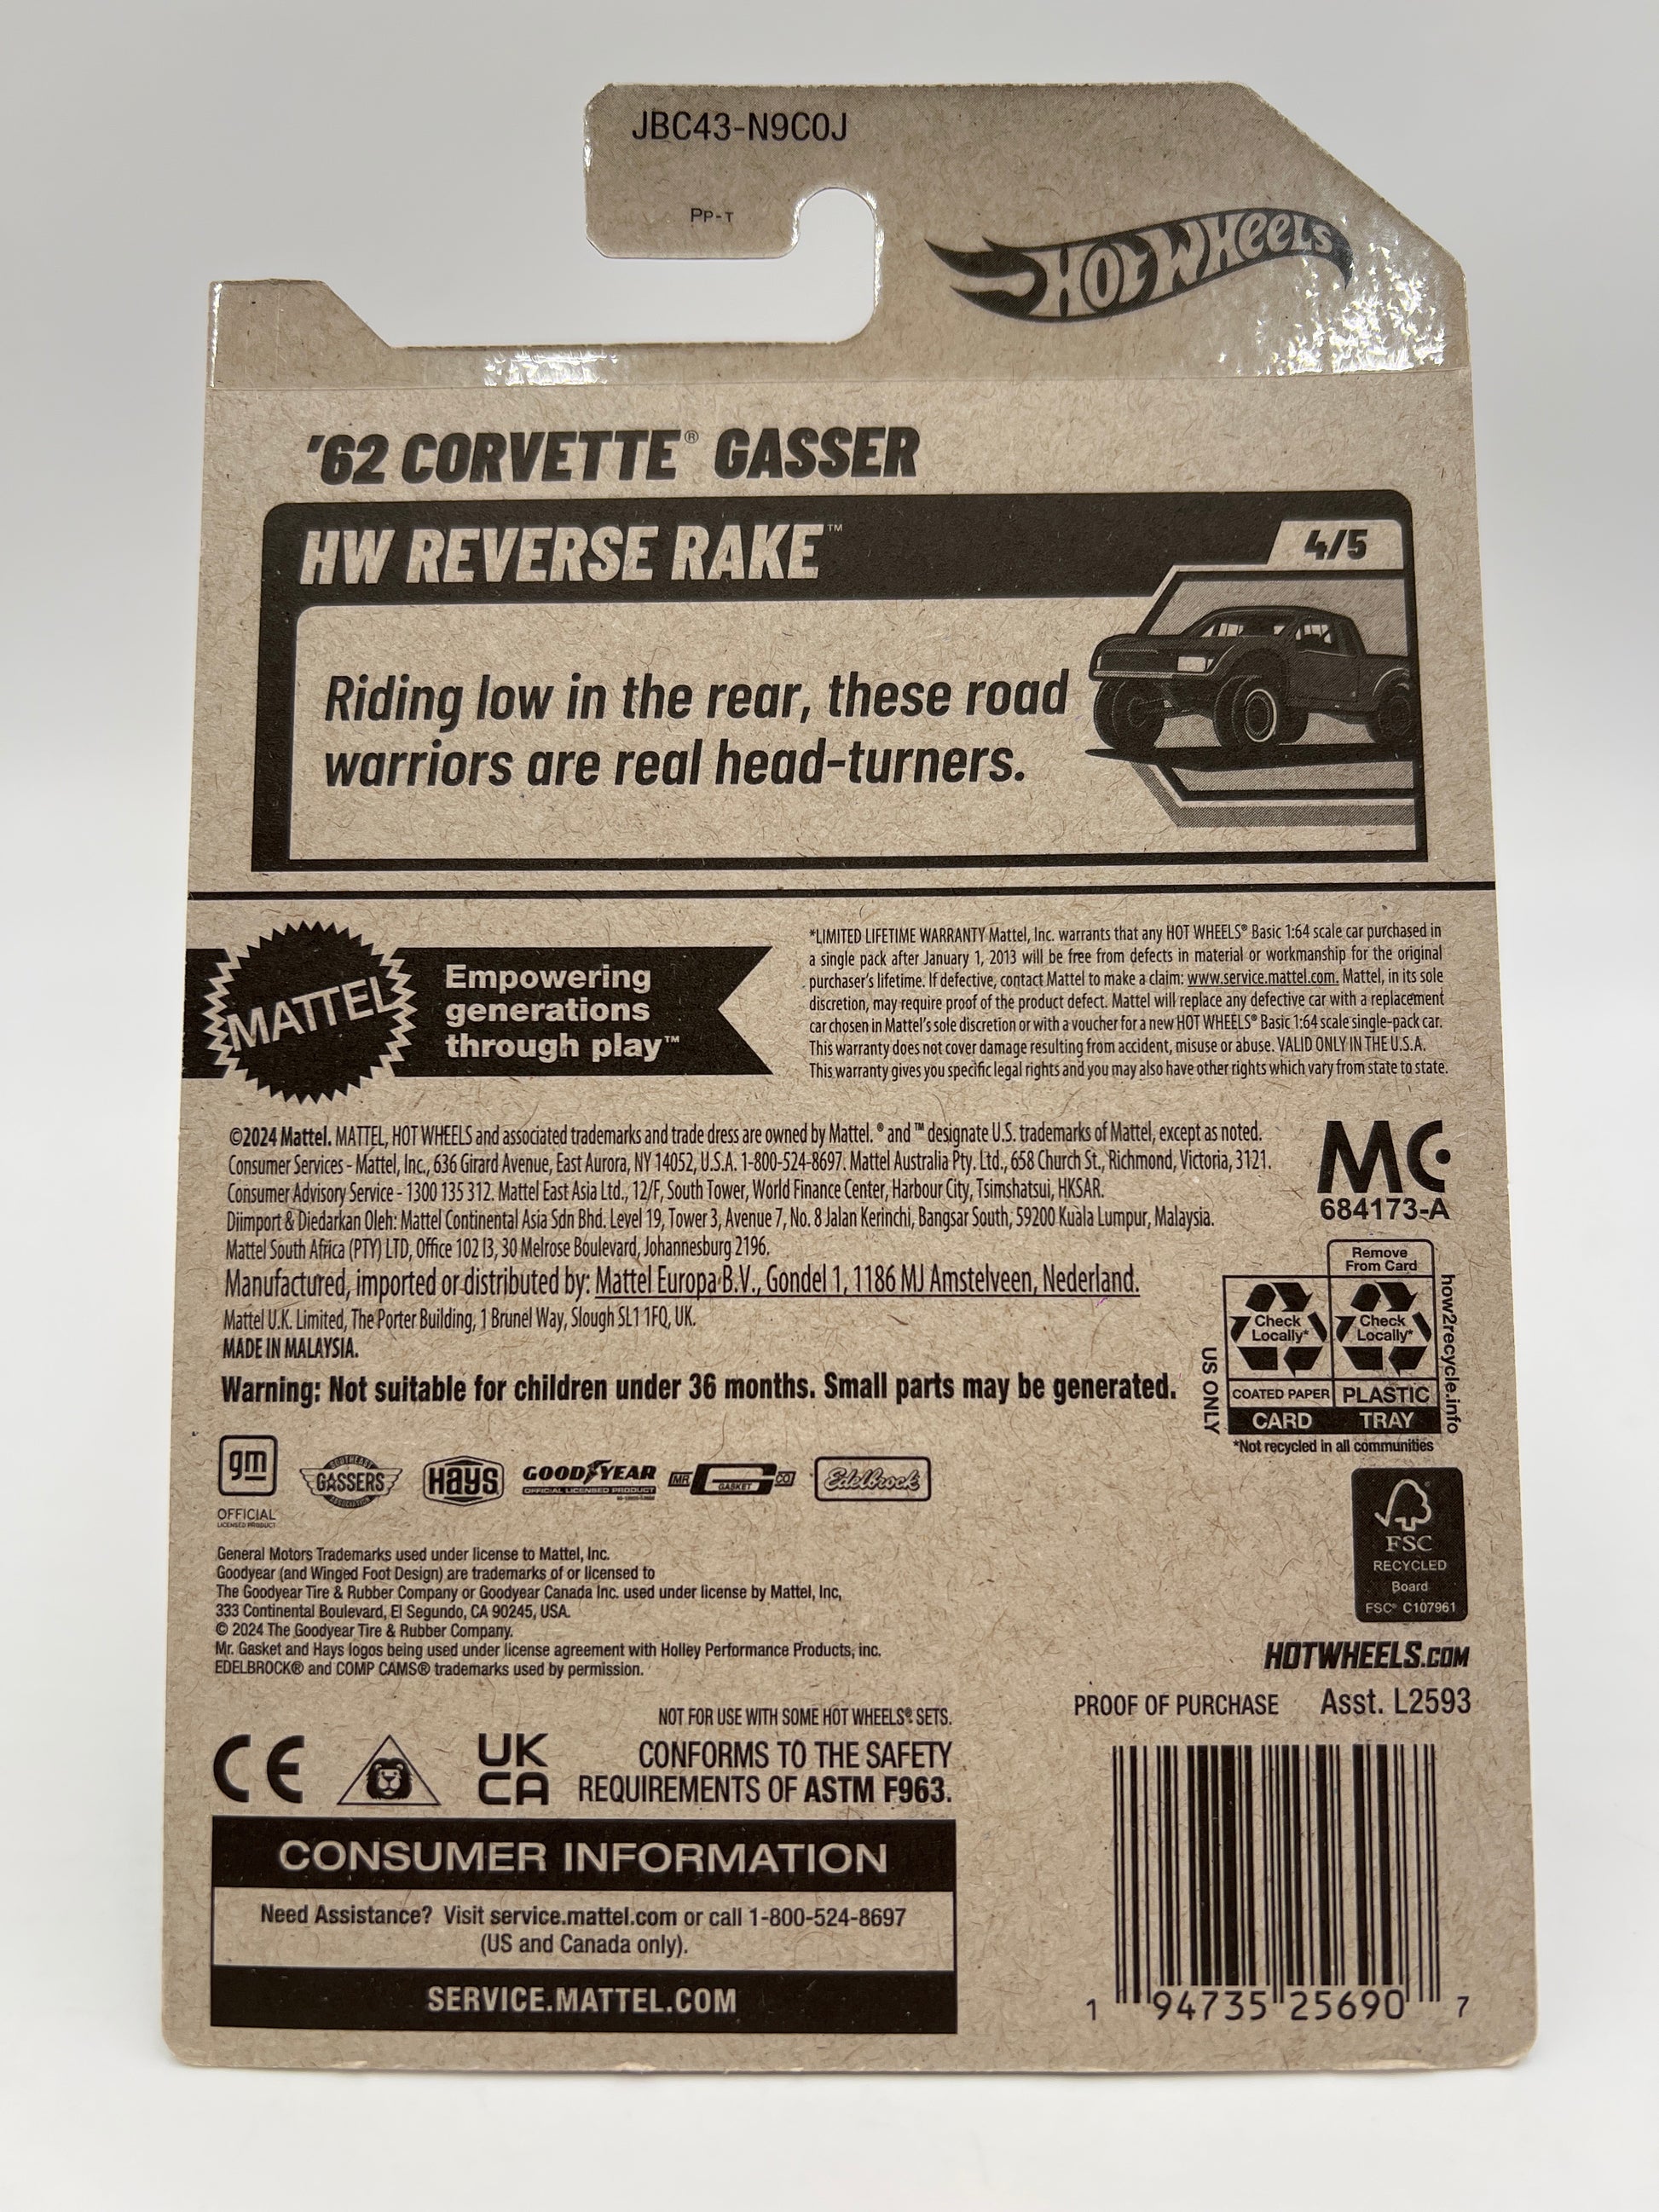 JBC43-N9C0J
PP-T
HOT WHEELS
'62 CORVETTE® GASSER
HW REVERSE RAKE™
4/5
Riding low in the rear, these road
warriors are real head-turners.
MATTEL
Empowering
generations
through play™
*LIMITED LIFETIME WARRANTY Mattel, Inc. warrants that any HOT WHEELS® Basic 1:64 scale car purchased in
a single pack after January 1, 2013 will be free from defects in material or workmanship for the original
purchaser's lifetime. If defective, contact Mattel to make a claim: www.service.mattel.com. Mattel, in its sole
discretion, may require proof of the product defect. Mattel will replace any defective car with a replacement
car chosen in Mattel's sole discretion or with a voucher for a new HOT WHEELS® Basic 1:64 scale single-pack car.
This warranty does not cover damage resulting from accident, misuse or abuse. VALID ONLY IN THE U.S.A.
This warranty gives you specific legal rights and you may also have other rights which vary from state to state.
©2024 Mattel. MATTEL, HOT WHEELS and associated trademarks and trade dress are owned by Mattel. ® and ™ designate U.S. trademarks of Mattel, except as noted.
Consumer Services - Mattel, Inc., 636 Girard Avenue, East Aurora, NY 14052, U.S.A. 1-800-524-8697. Mattel Australia Pty. Ltd., 658 Church St., Richmond, Victoria, 3121.
Consumer Advisory Service - 1300 135 312. Mattel East Asia Ltd., 12/F, South Tower, World Finance Center, Harbour City, Tsimshatsui, HKSAR.
Diimport & Diedarkan Oleh: Mattel Continental Asia Sdn Bhd. Level 19, Tower 3, Avenue 7, No. 8 Jalan Kerinchi, Bangsar South, 59200 Kuala Lumpur, Malaysia.
Mattel South Africa (PTY) LTD, Office 102 I3, 30 Melrose Boulevard, Johannesburg 2196.
Manufactured, imported or distributed by: Mattel Europa B.V., Gondel 1, 1186 MJ Amstelveen, Nederland.
Mattel U.K. Limited, The Porter Building, 1 Brunel Way, Slough SL1 1FQ, UK.
MADE IN MALAYSIA.
Warning: Not suitable for children under 36 months. Small parts may be generated.
MC
684173-A
Remove
From Card
Check
Locally*
Check
Locally*
COATED PAPER
PLASTIC
CARD
TRAY
US ONLY
how2recycle.info
*Not recycled in all communities
gm
OFFICIAL
LICENSED PRODUCT
SOUTHEAST
GASSERS
ASSOCIATION
Hays
GOODYEAR
OFFICIAL LICENSED PRODUCT
MR. GASKET CO
Edelbrock
FSC
RECYCLED
Board
FSC® C107961
General Motors Trademarks used under license to Mattel, Inc.
Goodyear (and Winged Foot Design) are trademarks of or licensed to
The Goodyear Tire & Rubber Company or Goodyear Canada Inc. used under license by Mattel, Inc,
333 Continental Boulevard, El Segundo, CA 90245, USA.
© 2024 The Goodyear Tire & Rubber Company.
Mr. Gasket and Hays logos being used under license agreement with Holley Performance Products, inc.
EDELBROCK® and COMP CAMS® trademarks used by permission.
HOTWHEELS.COM
PROOF OF PURCHASE Asst. L2593
NOT FOR USE WITH SOME HOT WHEELS® SETS.
CONFORMS TO THE SAFETY
REQUIREMENTS OF ASTM F963.
CE
UK
CA
CONSUMER INFORMATION
Need Assistance? Visit service.mattel.com or call 1-800-524-8697
(US and Canada only).
SERVICE.MATTEL.COM
1 94735 25690 7